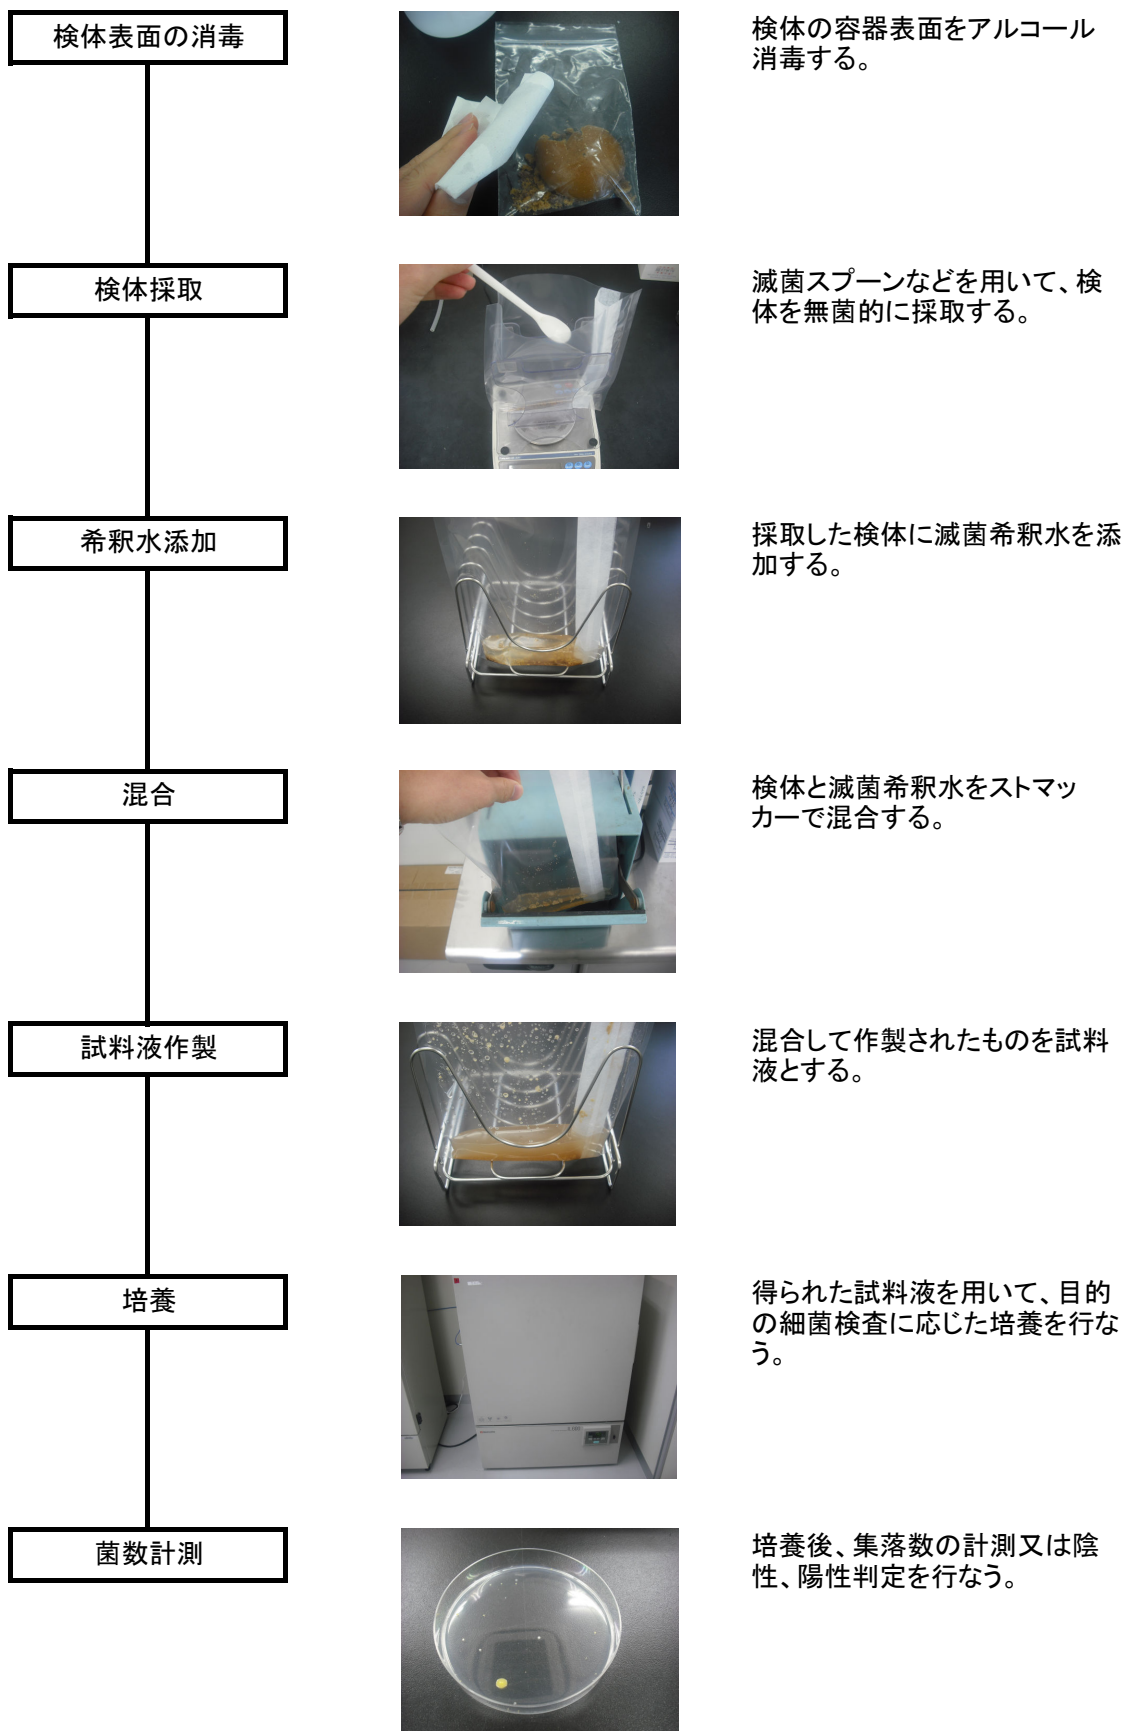 検体表面の消毒
検体の容器表面をアルコール
消毒する。
検体採取
滅菌スプーンなどを用いて、検
体を無菌的に採取する。
希釈水添加
採取した検体に滅菌希釈水を添
加する。
混合
検体と滅菌希釈水をストマッ
カーで混合する。
試料液作製
混合して作製されたものを試料
液とする。
培養
得られた試料液を用いて、目的
の細菌検査に応じた培養を行な
う。
菌数計測
培養後、集落数の計測又は陰
性、陽性判定を行なう。